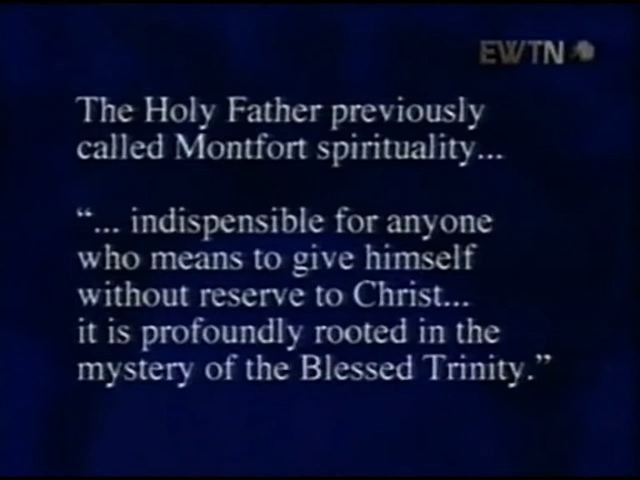 EWTN
The Holy Father previously
called Montfort spirituality...
“... indispensible for anyone
who means to give himself
without reserve to Christ...
it is profoundly rooted in the
mystery of the Blessed Trinity.”